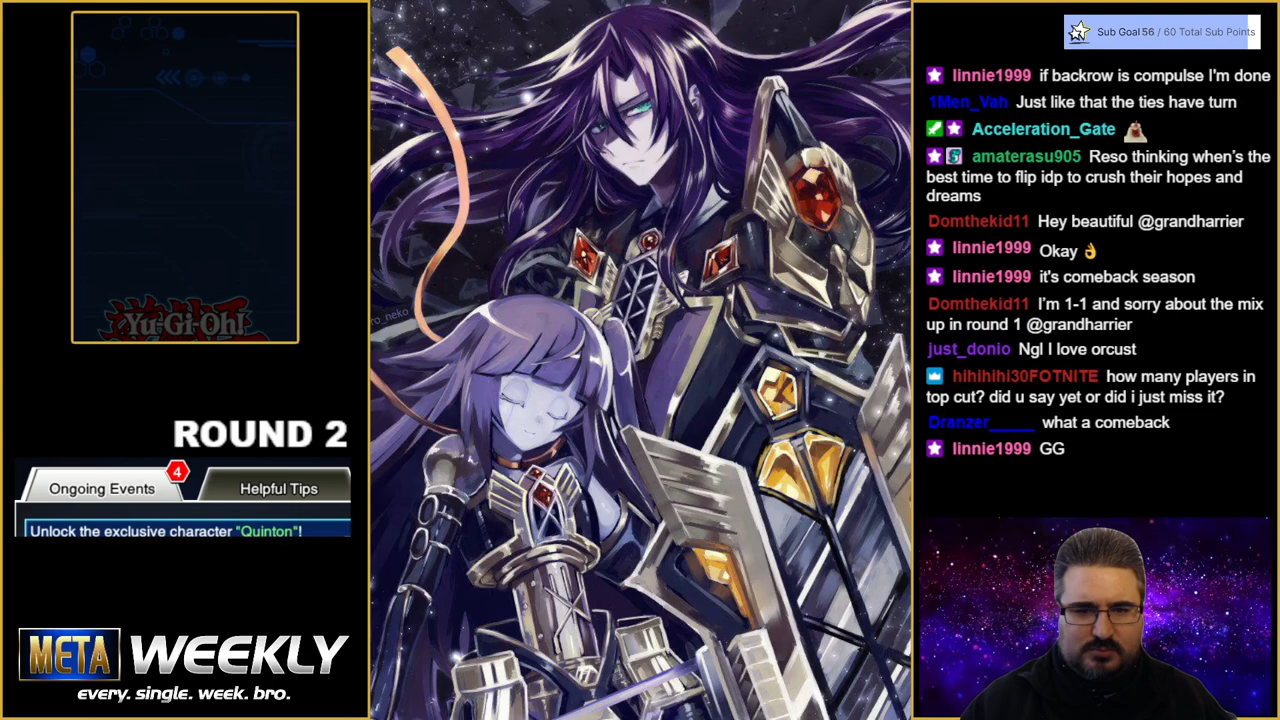 Yu-Gi-Oh!
ROUND 2
4
Ongoing Events
Helpful Tips
Unlock the exclusive character "Quinton"!
META WEEKLY
every. single. week. bro.
ro_neko
Sub Goal 56 / 60 Total Sub Points
linnie1999 if backrow is compulse I'm done
1Men_Vah Just like that the ties have turn
Acceleration_Gate
amaterasu905 Reso thinking when's the
best time to flip idp to crush their hopes and
dreams
Domthekid11 Hey beautiful @grandharrier
linnie1999 Okay 👌
linnie1999 it's comeback season
Domthekid11 I'm 1-1 and sorry about the mix
up in round 1 @grandharrier
just_donio Ngl I love orcust
hihihihi30FOTNITE how many players in
top cut? did u say yet or did i just miss it?
Dranzer_____ what a comeback
linnie1999 GG